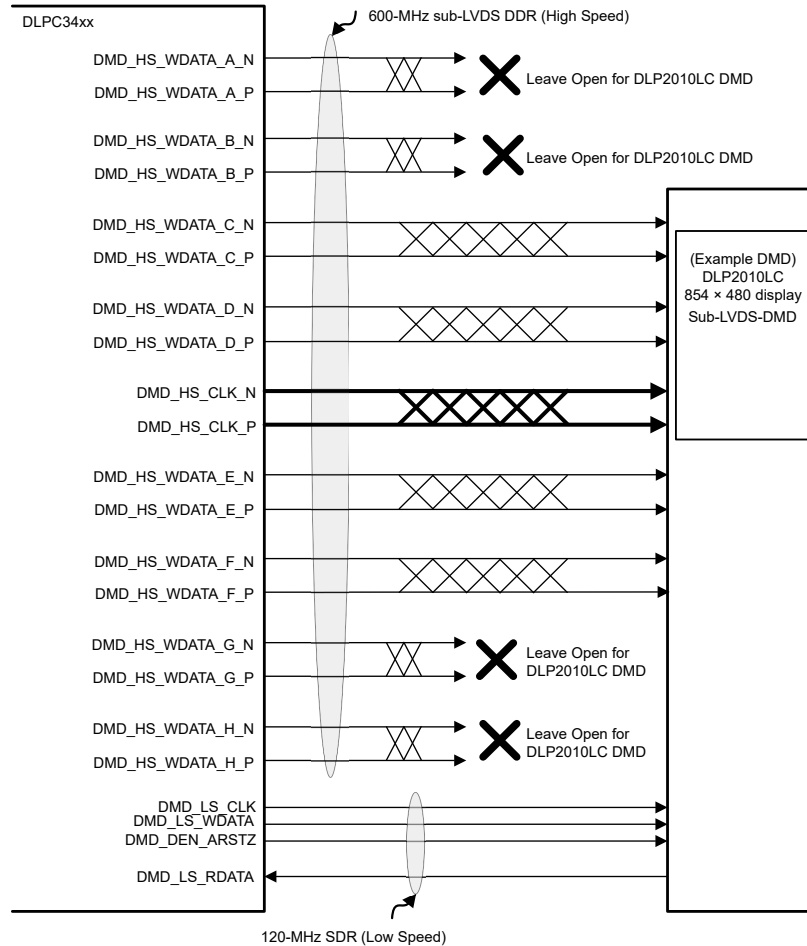 600-MHz sub-LVDS DDR (High Speed)
DLPC34xx
DMD_HS_WDATA_A_N
DMD_HS_WDATA_A_P
Leave Open for DLP2010LC DMD
DMD_HS_WDATA_B_N
DMD_HS_WDATA_B_P
Leave Open for DLP2010LC DMD
DMD_HS_WDATA_C_N
DMD_HS_WDATA_C_P
(Example DMD)
DLP2010LC
854 × 480 display
Sub-LVDS-DMD
DMD_HS_WDATA_D_N
DMD_HS_WDATA_D_P
DMD_HS_CLK_N
DMD_HS_CLK_P
DMD_HS_WDATA_E_N
DMD_HS_WDATA_E_P
DMD_HS_WDATA_F_N
DMD_HS_WDATA_F_P
DMD_HS_WDATA_G_N
DMD_HS_WDATA_G_P
Leave Open for
DLP2010LC DMD
DMD_HS_WDATA_H_N
DMD_HS_WDATA_H_P
Leave Open for
DLP2010LC DMD
DMD_LS_CLK
DMD_LS_WDATA
DMD_DEN_ARSTZ
DMD_LS_RDATA
120-MHz SDR (Low Speed)